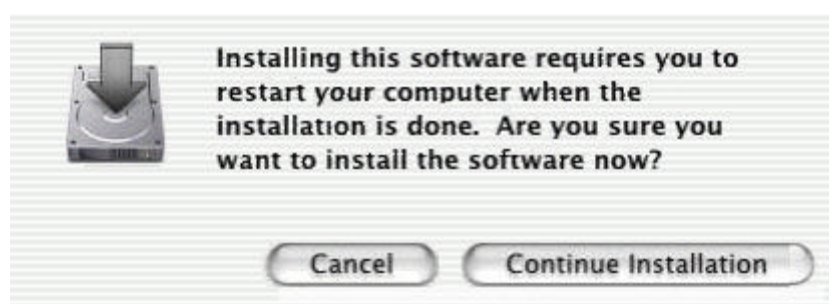 Installing this software requires you to
restart your computer when the
installation is done.  Are you sure you
want to install the software now?
Cancel
Continue Installation